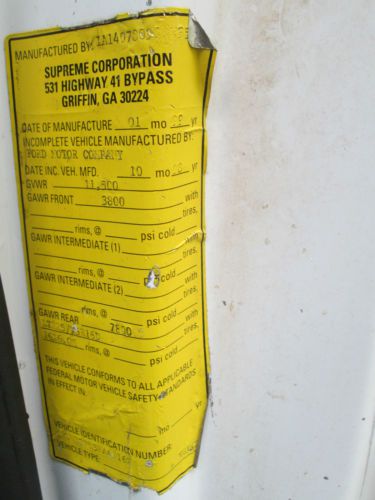 MANUFACTURED BY:
SUPREME CORPORATION
531 HIGHWAY 41 BYPASS
GRIFFIN, GA 30224
DATE OF MANUFACTURE 01 mo yr
INCOMPLETE VEHICLE MANUFACTURED BY:
FORD MOTOR COMPANY
DATE INC. VEH. MFD. 10 mo yr
GVWR 11,500
GAWR FRONT 3800 with
tires,
rims, @ psi cold
GAWR INTERMEDIATE (1) with
tires,
rims, @ cold
GAWR INTERMEDIATE (2) with
tires,
rims, @ psi cold
GAWR REAR 7800 with
tires,
rims, @ psi cold
THIS VEHICLE CONFORMS TO ALL APPLICABLE
FEDERAL MOTOR VEHICLE SAFETY STANDARDS
IN EFFECT IN
mo yr
VEHICLE IDENTIFICATION NUMBER:
VEHICLE TYPE: